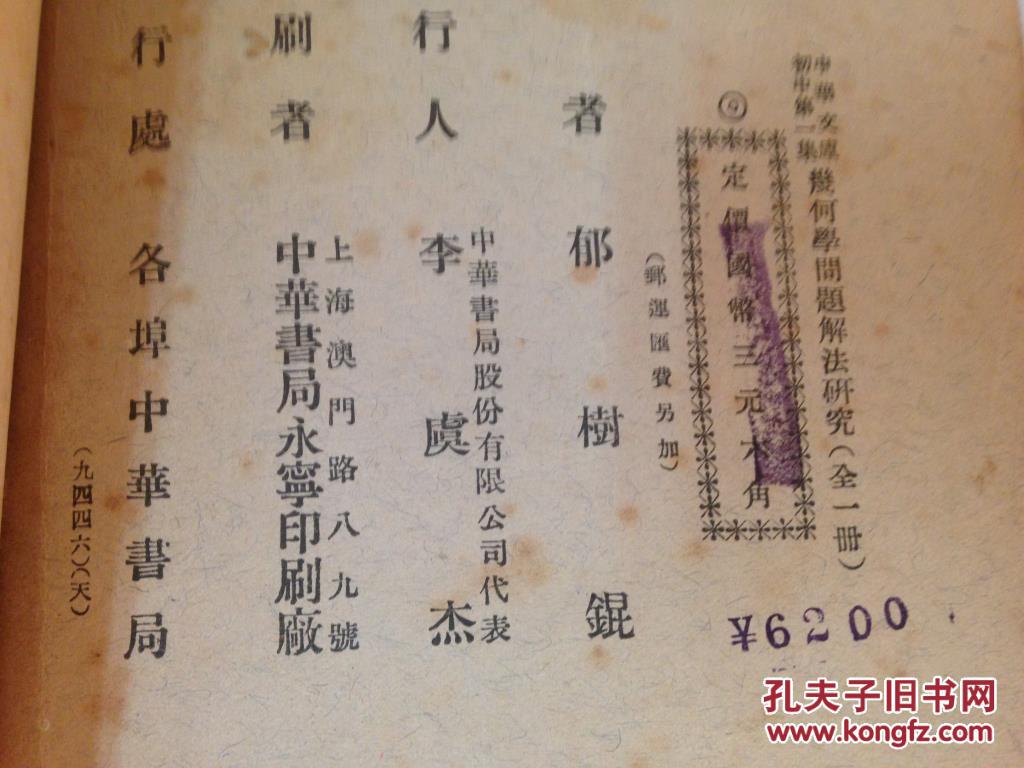 中華文庫
初中第一集
幾何學問題解法研究(全一冊)
◎
定價國幣三元六角
(郵運匯費另加)
¥6200
者 郁樹錕
中華書局股份有限公司代表
行人 李虞杰
上海澳門路八九號
刷者 中華書局永寧印刷廠
行處 各埠中華書局
(九四四六)(天)
孔夫子旧书网
www.kongfz.com